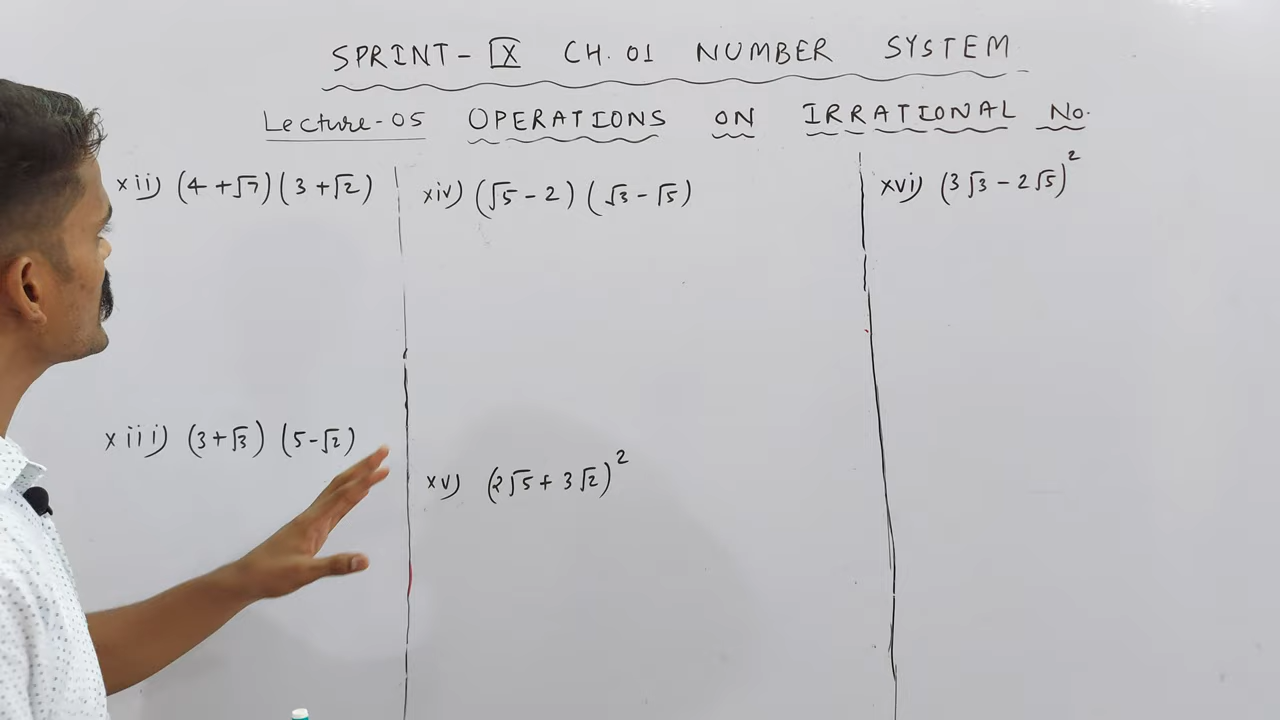 SPRINT-IX CH.01 NUMBER SYSTEM
Lecture-05 OPERATIONS ON IRRATIONAL No.
xii) (4+√7)(3+√2)
xiii) (3+√3) (5-√2)
xiv) (√5-2) (√3-√5)
xv) (2√5+3√2)²
xvi) (3√3-2√5)²